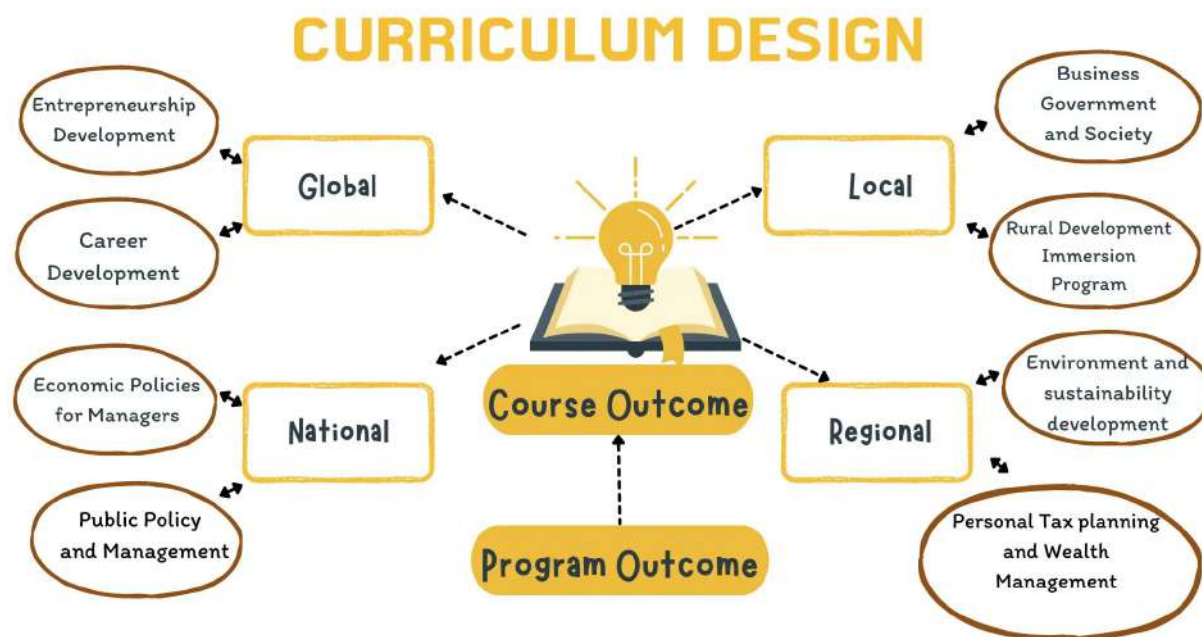 CURRICULUM DESIGN
Entrepreneurship
Development
Global
Career
Development
Business
Government
and Society
Local
Rural Development
Immersion
Program
Economic Policies
for Managers
National
Public Policy
and Management
Course Outcome
Program Outcome
Environment and
sustainability
development
Regional
Personal Tax planning
and Wealth
Management